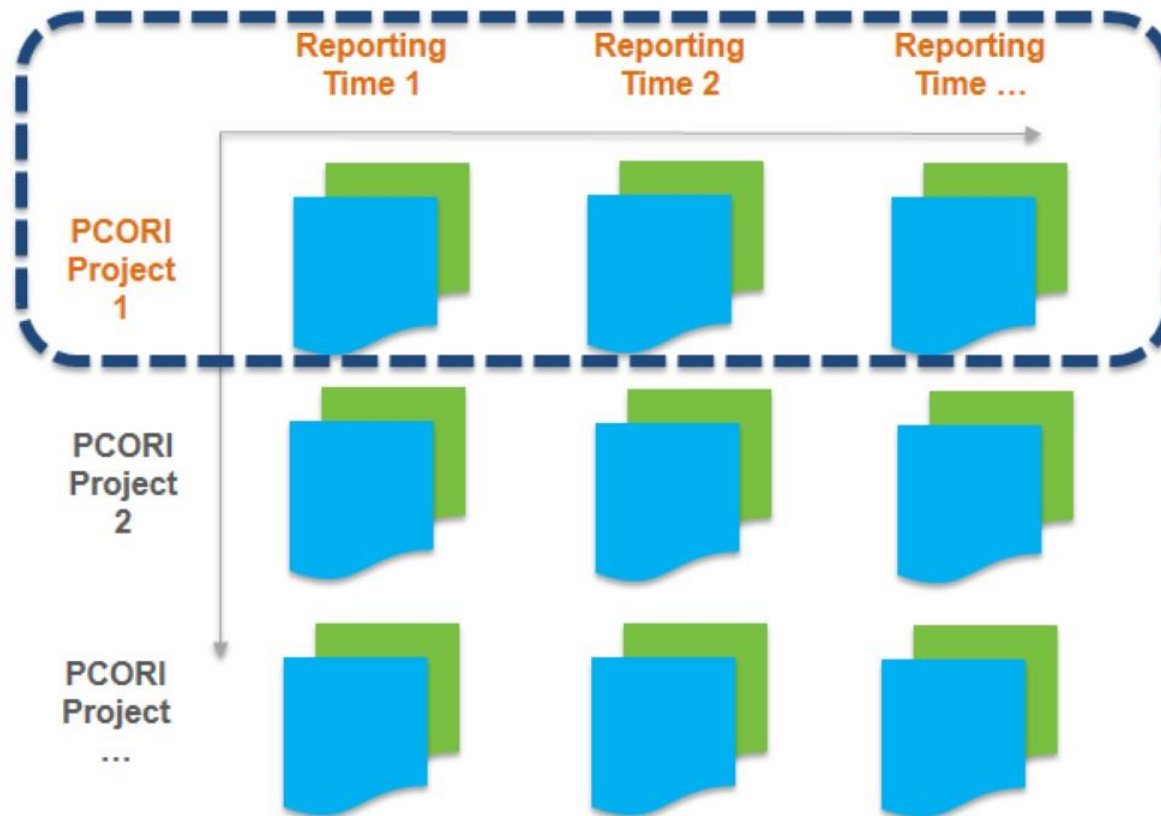 Reporting
Time 1
Reporting
Time 2
Reporting
Time ...
PCORI
Project
1
PCORI
Project
2
PCORI
Project
...